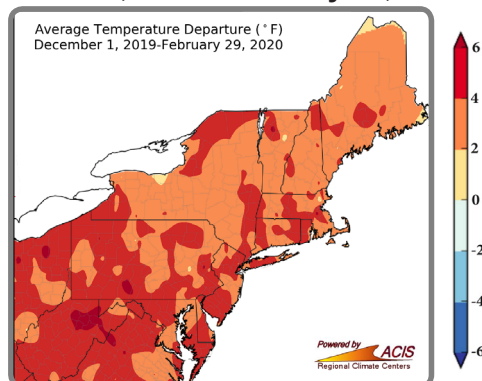 Average Temperature Departure (°F)
December 1, 2019-February 29, 2020
6
4
2
0
-2
-4
-6
Powered by ACIS
Regional Climate Centers